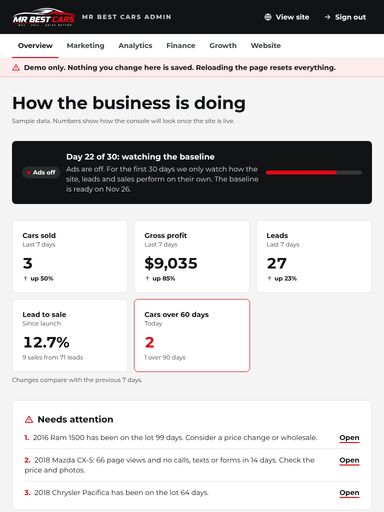 MR BEST CARS
BUY · SELL · DRIVE BETTER
MR BEST CARS ADMIN
View site
Sign out
Overview
Marketing
Analytics
Finance
Growth
Website
Demo only. Nothing you change here is saved. Reloading the page resets everything.
How the business is doing
Sample data. Numbers show how the console will look once the site is live.
Ads off
Day 22 of 30: watching the baseline
Ads are off. For the first 30 days we only watch how the
site, leads and sales perform on their own. The baseline
is ready on Nov 26.
Cars sold
Last 7 days
3
↑ up 50%
Gross profit
Last 7 days
$9,035
↑ up 85%
Leads
Last 7 days
27
↑ up 23%
Lead to sale
Since launch
12.7%
9 sales from 71 leads
Cars over 60 days
Today
2
1 over 90 days
Changes compare with the previous 7 days.
Needs attention
1. 2016 Ram 1500 has been on the lot 99 days. Consider a price change or wholesale.
Open
2. 2018 Mazda CX-5: 66 page views and no calls, texts or forms in 14 days. Check the
price and photos.
Open
3. 2018 Chrysler Pacifica has been on the lot 64 days.
Open